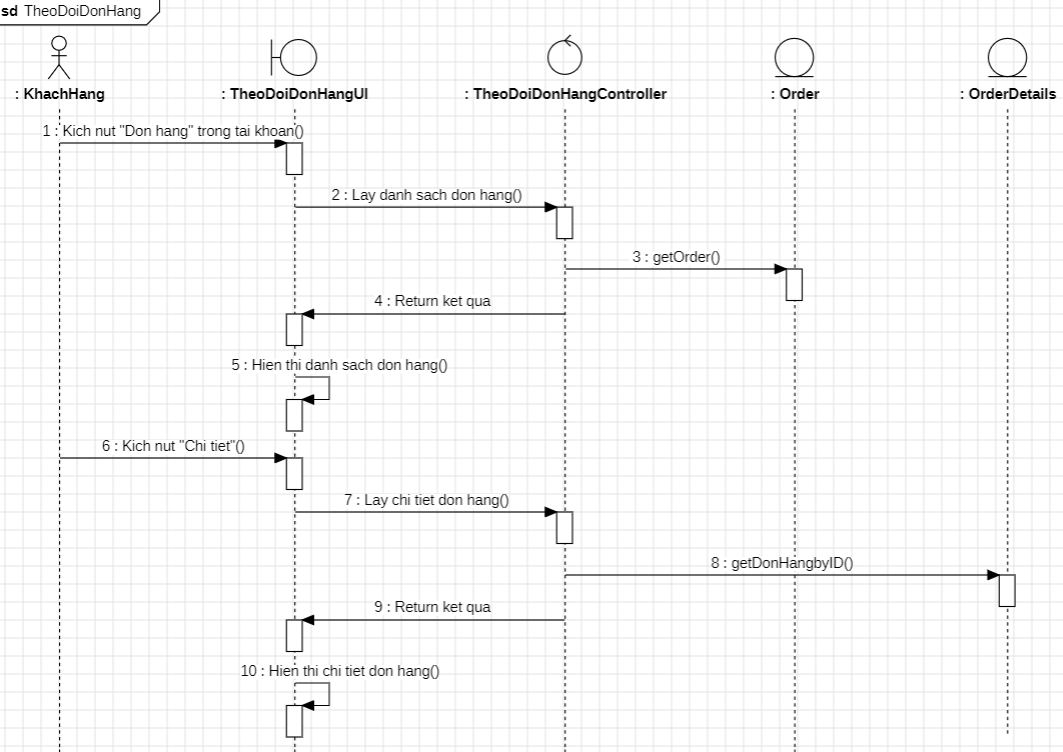 sd TheoDoiDonHang
: KhachHang
: TheoDoiDonHangUI
: TheoDoiDonHangController
: Order
: OrderDetails
1 : Kich nut "Don hang" trong tai khoan()
2 : Lay danh sach don hang()
3 : getOrder()
4 : Return ket qua
5 : Hien thi danh sach don hang()
6 : Kich nut "Chi tiet"()
7 : Lay chi tiet don hang()
8 : getDonHangbyID()
9 : Return ket qua
10 : Hien thi chi tiet don hang()